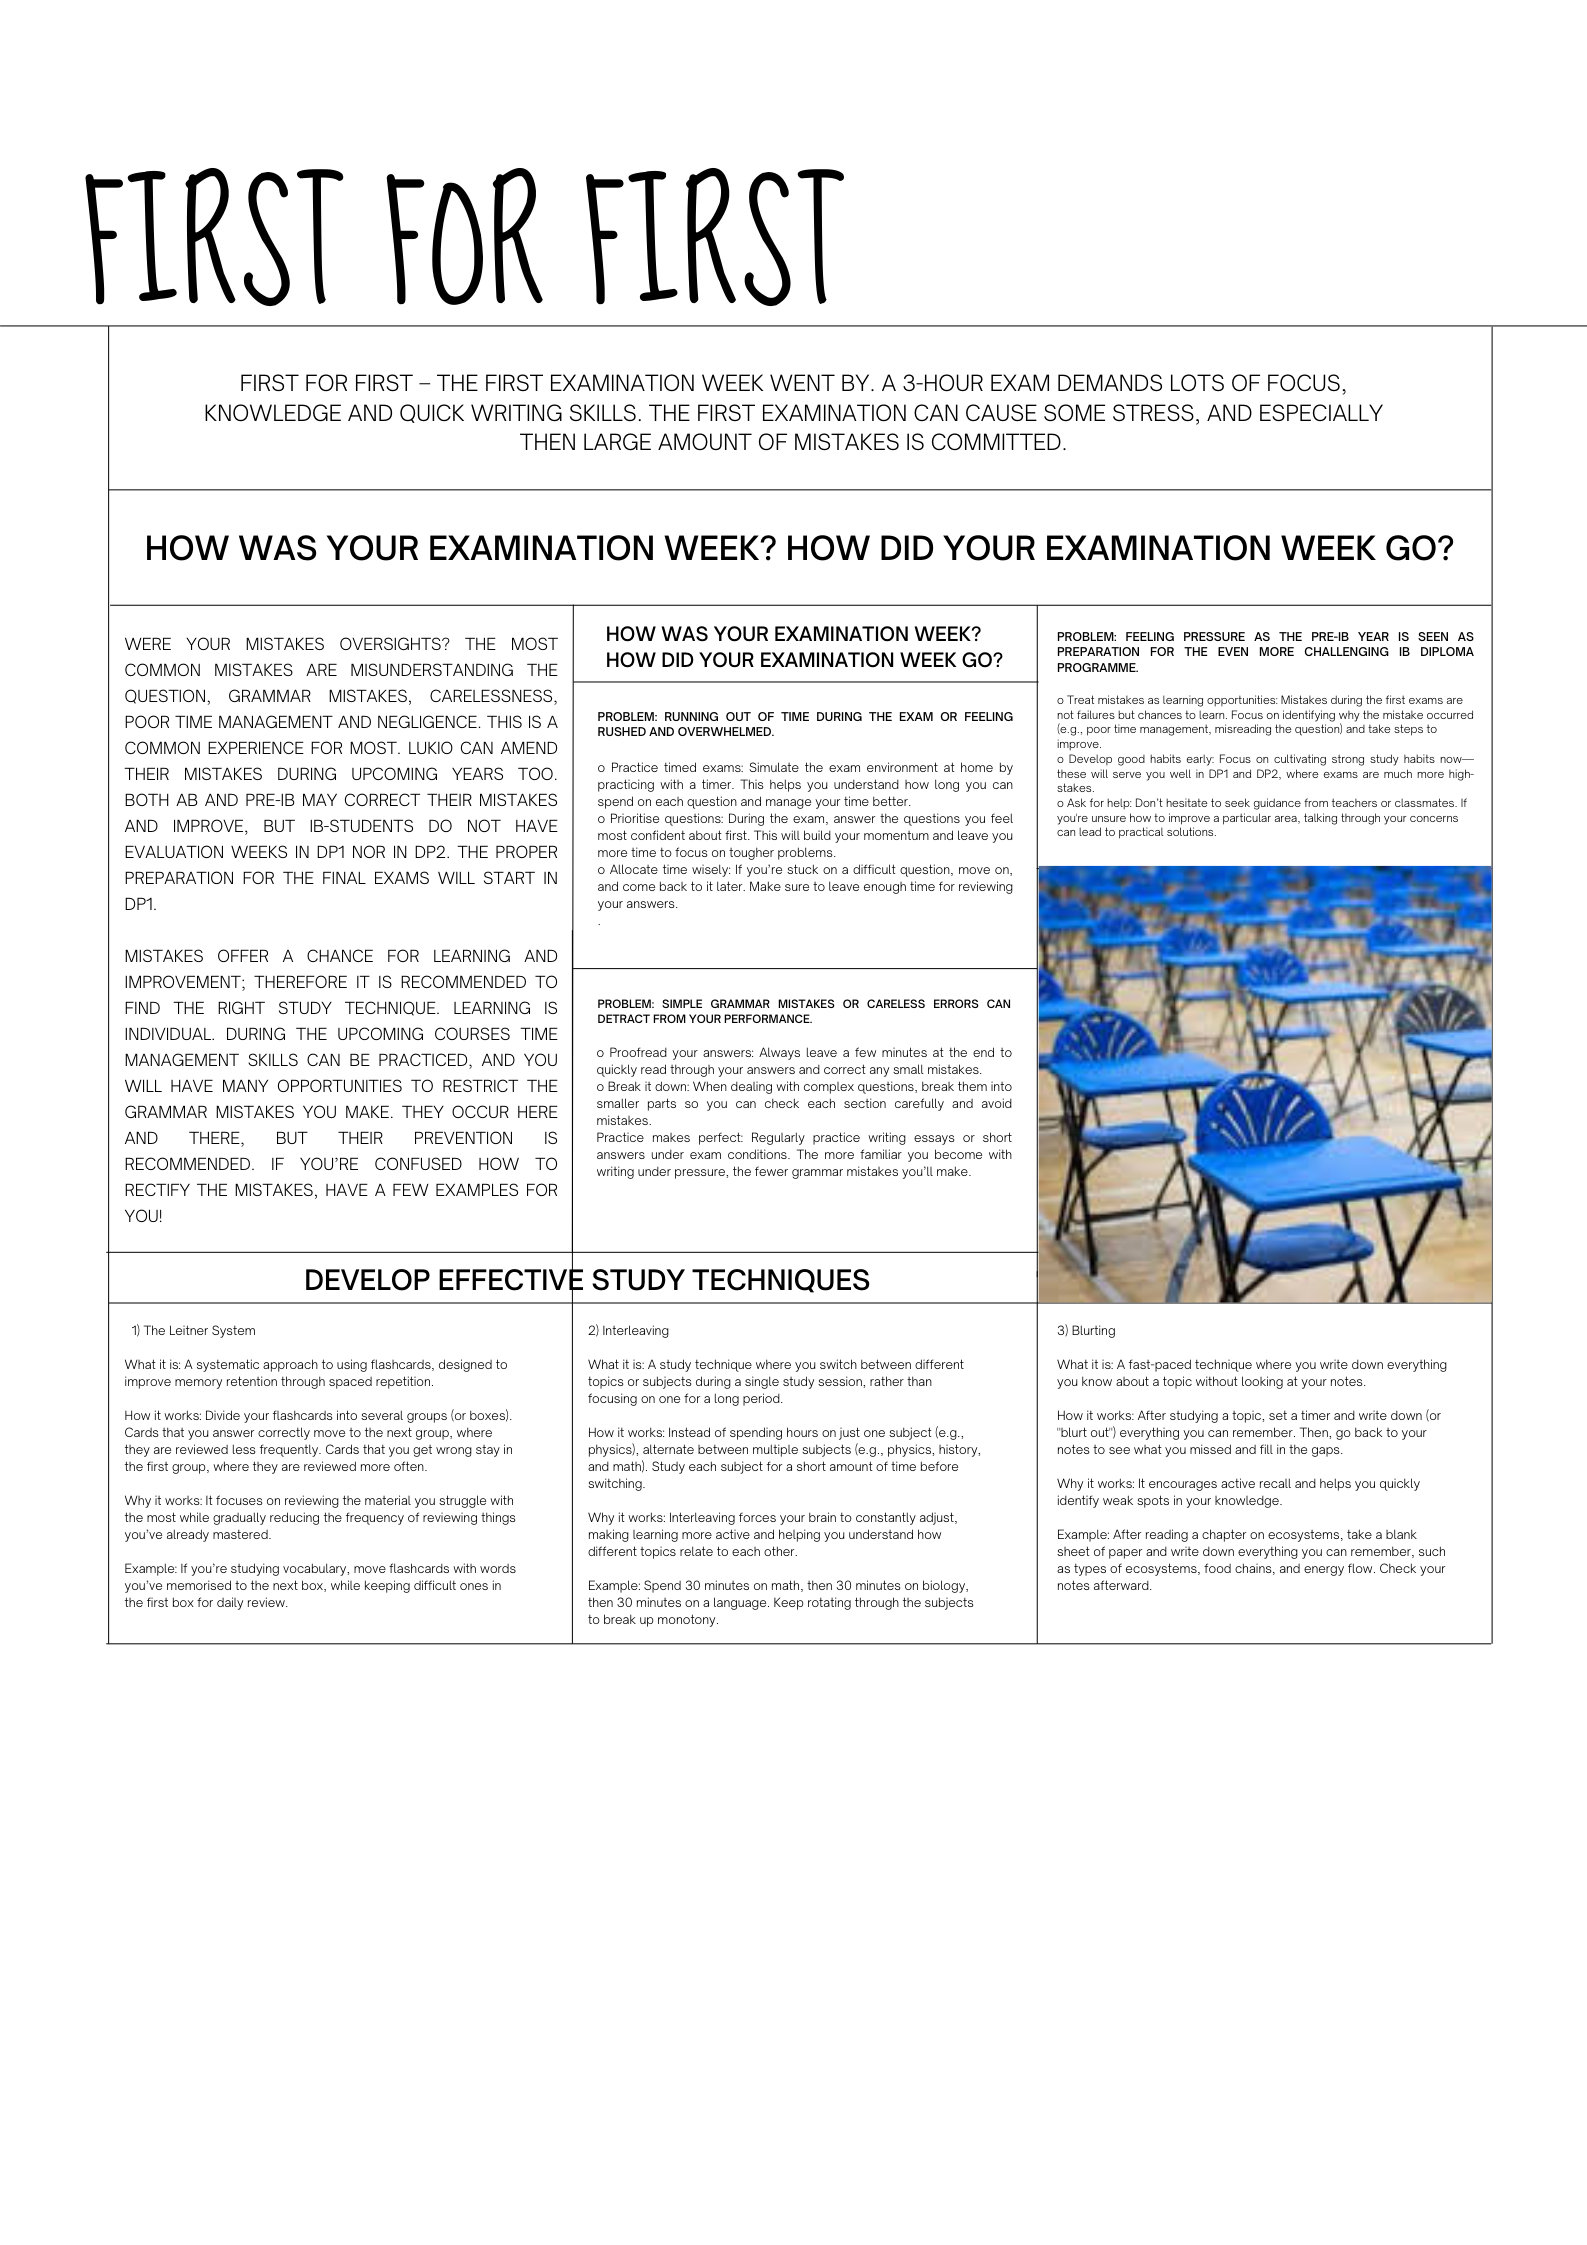 FIRST FOR FIRST
FIRST FOR FIRST – THE FIRST EXAMINATION WEEK WENT BY. A 3-HOUR EXAM DEMANDS LOTS OF FOCUS,
KNOWLEDGE AND QUICK WRITING SKILLS. THE FIRST EXAMINATION CAN CAUSE SOME STRESS, AND ESPECIALLY
THEN LARGE AMOUNT OF MISTAKES IS COMMITTED.
HOW WAS YOUR EXAMINATION WEEK? HOW DID YOUR EXAMINATION WEEK GO?
WERE YOUR MISTAKES OVERSIGHTS? THE MOST
COMMON MISTAKES ARE MISUNDERSTANDING THE
QUESTION, GRAMMAR MISTAKES, CARELESSNESS,
POOR TIME MANAGEMENT AND NEGLIGENCE. THIS IS A
COMMON EXPERIENCE FOR MOST. LUKIO CAN AMEND
THEIR MISTAKES DURING UPCOMING YEARS TOO.
BOTH AB AND PRE-IB MAY CORRECT THEIR MISTAKES
AND IMPROVE, BUT IB-STUDENTS DO NOT HAVE
EVALUATION WEEKS IN DP1 NOR IN DP2. THE PROPER
PREPARATION FOR THE FINAL EXAMS WILL START IN
DP1.
MISTAKES OFFER A CHANCE FOR LEARNING AND
IMPROVEMENT; THEREFORE IT IS RECOMMENDED TO
FIND THE RIGHT STUDY TECHNIQUE. LEARNING IS
INDIVIDUAL. DURING THE UPCOMING COURSES TIME
MANAGEMENT SKILLS CAN BE PRACTICED, AND YOU
WILL HAVE MANY OPPORTUNITIES TO RESTRICT THE
GRAMMAR MISTAKES YOU MAKE. THEY OCCUR HERE
AND THERE, BUT THEIR PREVENTION IS
RECOMMENDED. IF YOU'RE CONFUSED HOW TO
RECTIFY THE MISTAKES, HAVE A FEW EXAMPLES FOR
YOU!
HOW WAS YOUR EXAMINATION WEEK?
HOW DID YOUR EXAMINATION WEEK GO?
PROBLEM: RUNNING OUT OF TIME DURING THE EXAM OR FEELING
RUSHED AND OVERWHELMED.
o Practice timed exams: Simulate the exam environment at home by
practicing with a timer. This helps you understand how long you can
spend on each question and manage your time better.
o Prioritise questions: During the exam, answer the questions you feel
most confident about first. This will build your momentum and leave you
more time to focus on tougher problems.
o Allocate time wisely: If you're stuck on a difficult question, move on,
and come back to it later. Make sure to leave enough time for reviewing
your answers.
.
PROBLEM: SIMPLE GRAMMAR MISTAKES OR CARELESS ERRORS CAN
DETRACT FROM YOUR PERFORMANCE.
o Proofread your answers: Always leave a few minutes at the end to
quickly read through your answers and correct any small mistakes.
o Break it down: When dealing with complex questions, break them into
smaller parts so you can check each section carefully and avoid
mistakes.
Practice makes perfect: Regularly practice writing essays or short
answers under exam conditions. The more familiar you become with
writing under pressure, the fewer grammar mistakes you'll make.
PROBLEM: FEELING PRESSURE AS THE PRE-IB YEAR IS SEEN AS
PREPARATION FOR THE EVEN MORE CHALLENGING IB DIPLOMA
PROGRAMME.
o Treat mistakes as learning opportunities: Mistakes during the first exams are
not failures but chances to learn. Focus on identifying why the mistake occurred
(e.g., poor time management, misreading the question) and take steps to
improve.
o Develop good habits early: Focus on cultivating strong study habits now—
these will serve you well in DP1 and DP2, where exams are much more high-
stakes.
o Ask for help: Don't hesitate to seek guidance from teachers or classmates. If
you're unsure how to improve a particular area, talking through your concerns
can lead to practical solutions.
DEVELOP EFFECTIVE STUDY TECHNIQUES
1) The Leitner System
What it is: A systematic approach to using flashcards, designed to
improve memory retention through spaced repetition.
How it works: Divide your flashcards into several groups (or boxes).
Cards that you answer correctly move to the next group, where
they are reviewed less frequently. Cards that you get wrong stay in
the first group, where they are reviewed more often.
Why it works: It focuses on reviewing the material you struggle with
the most while gradually reducing the frequency of reviewing things
you've already mastered.
Example: If you're studying vocabulary, move flashcards with words
you've memorised to the next box, while keeping difficult ones in
the first box for daily review.
2) Interleaving
What it is: A study technique where you switch between different
topics or subjects during a single study session, rather than
focusing on one for a long period.
How it works: Instead of spending hours on just one subject (e.g.,
physics), alternate between multiple subjects (e.g., physics, history,
and math). Study each subject for a short amount of time before
switching.
Why it works: Interleaving forces your brain to constantly adjust,
making learning more active and helping you understand how
different topics relate to each other.
Example: Spend 30 minutes on math, then 30 minutes on biology,
then 30 minutes on a language. Keep rotating through the subjects
to break up monotony.
3) Blurting
What it is: A fast-paced technique where you write down everything
you know about a topic without looking at your notes.
How it works: After studying a topic, set a timer and write down (or
"blurt out") everything you can remember. Then, go back to your
notes to see what you missed and fill in the gaps.
Why it works: It encourages active recall and helps you quickly
identify weak spots in your knowledge.
Example: After reading a chapter on ecosystems, take a blank
sheet of paper and write down everything you can remember, such
as types of ecosystems, food chains, and energy flow. Check your
notes afterward.